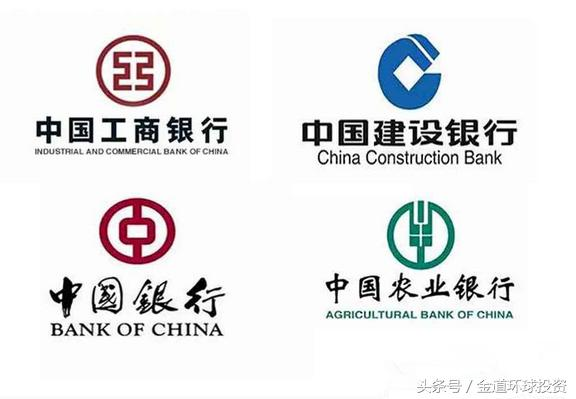 中国工商银行
INDUSTRIAL AND COMMERCIAL BANK OF CHINA
中国建设银行
China Construction Bank
中國銀行
BANK OF CHINA
中国农业银行
AGRICULTURAL BANK OF CHINA
头条号 / 金道环球投资